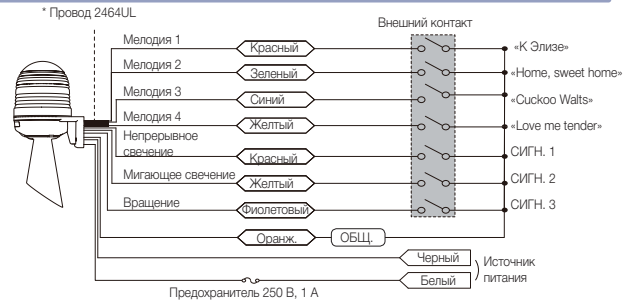 * Провод 2464UL
Внешний контакт
Мелодия 1
Красный
«К Элизе»
Мелодия 2
Зеленый
«Home, sweet home»
Мелодия 3
Синий
«Cuckoo Walts»
Мелодия 4
Желтый
«Love me tender»
Непрерывное
свечение
Красный
СИГН. 1
Мигающее свечение
Желтый
СИГН. 2
Вращение
Фиолетовый
СИГН. 3
Оранж.
ОБЩ.
Черный
Источник
питания
Белый
Предохранитель 250 В, 1 А